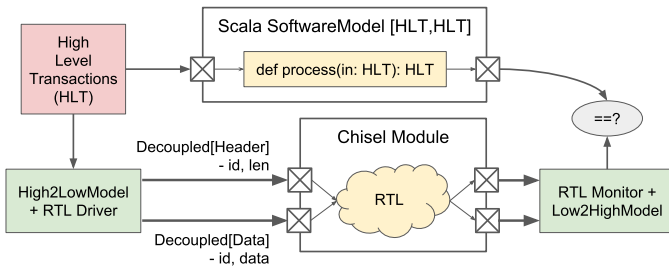 High
Level
Transactions
(HLT)
Scala SoftwareModel [HLT,HLT]
def process(in: HLT): HLT
==?
Decoupled[Header]
- id, len
Chisel Module
High2LowModel
+ RTL Driver
RTL
RTL Monitor +
Low2HighModel
Decoupled[Data]
- id, data